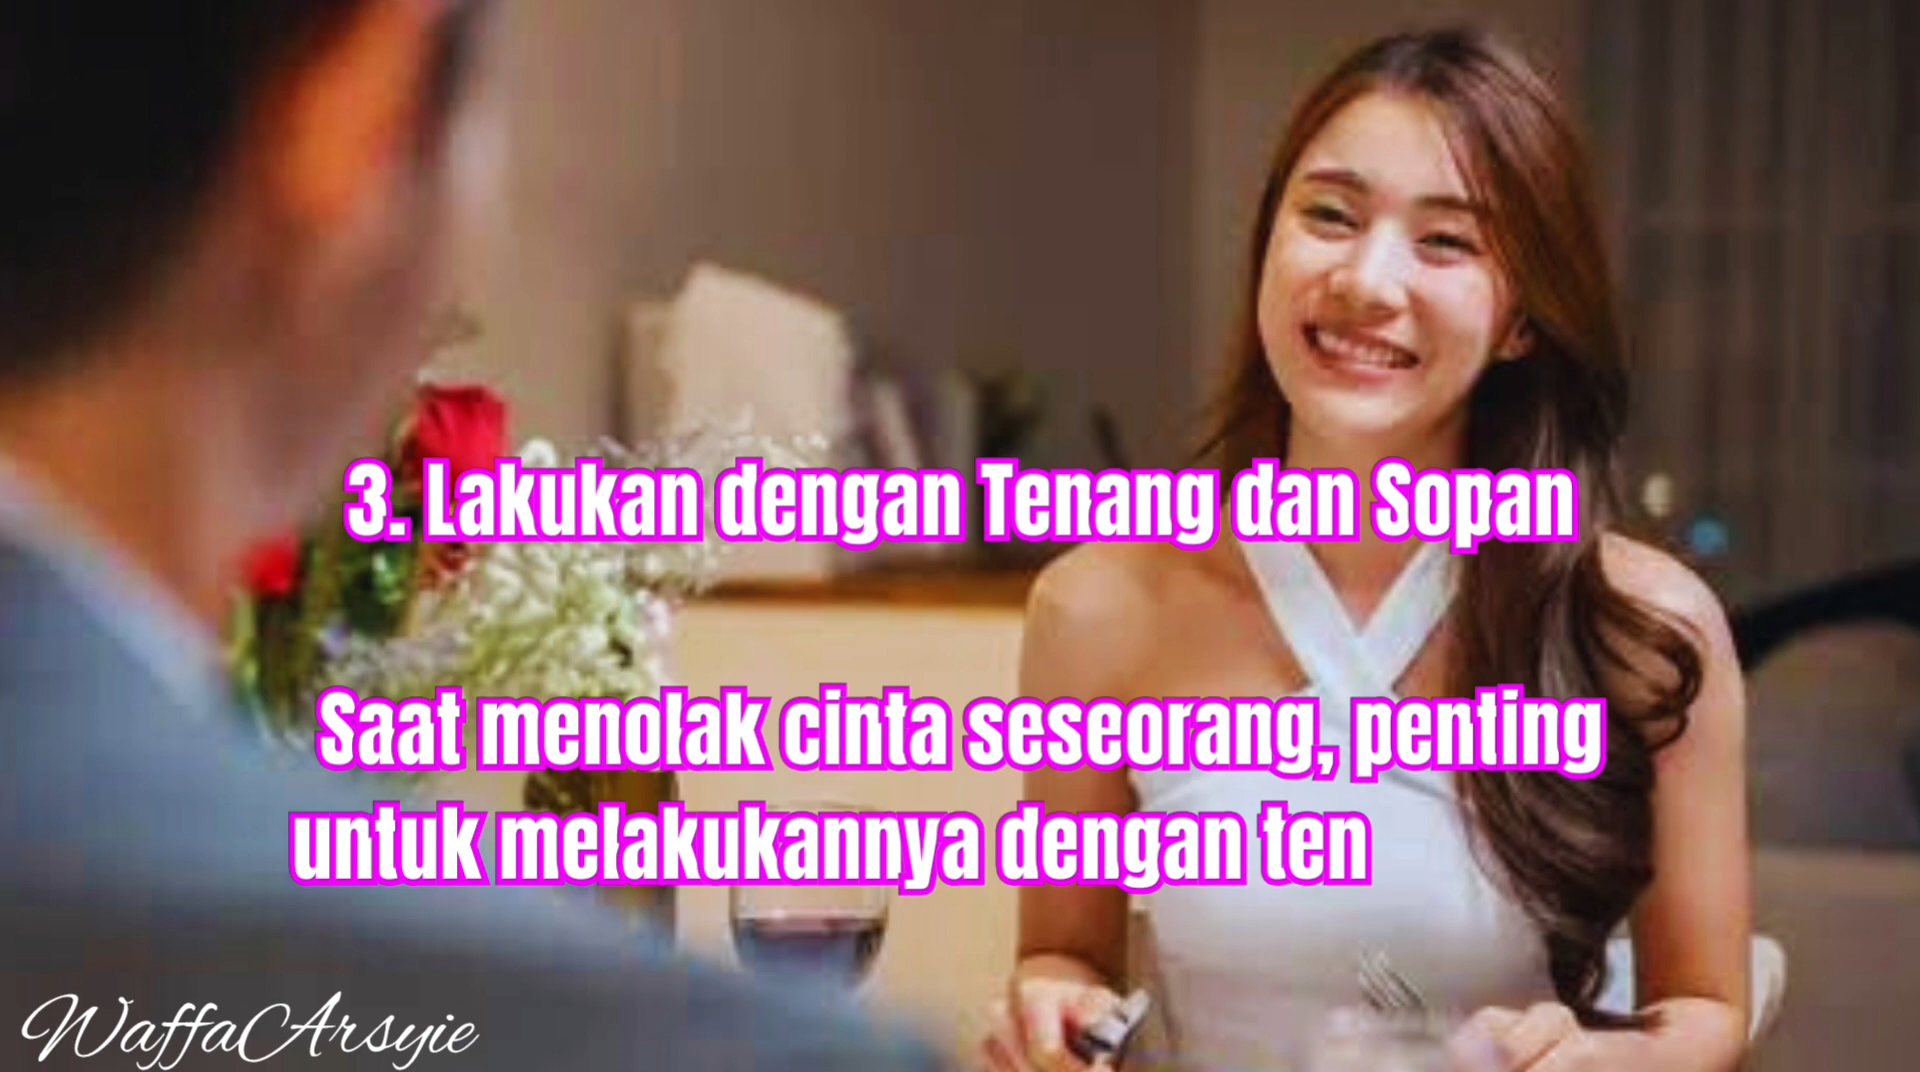 3. Lakukan dengan Tenang dan Sopan
Saat menolak cinta seseorang, penting
untuk melakukannya dengan ten
WaffaArsyie